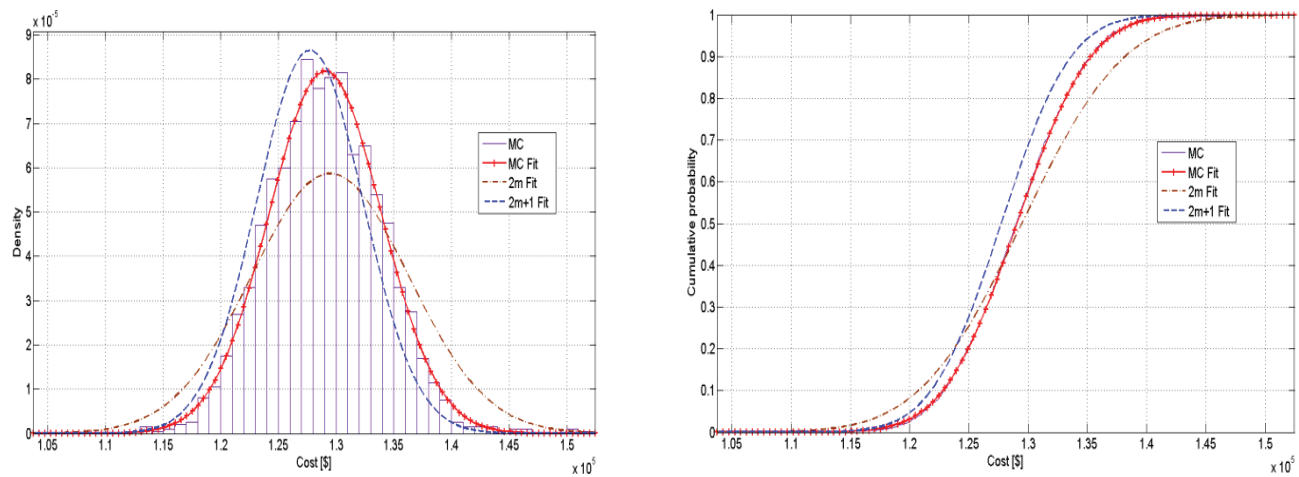 x 10^-5
9
8
7
6
5
4
3
2
1
0
Density
MC
MC Fit
2m Fit
2m+1 Fit
1.05 1.1 1.15 1.2 1.25 1.3 1.35 1.4 1.45 1.5
Cost [$]
x 10^5
1
0.9
0.8
0.7
0.6
0.5
0.4
0.3
0.2
0.1
0
Cumulative probability
MC
MC Fit
2m Fit
2m+1 Fit
1.05 1.1 1.15 1.2 1.25 1.3 1.35 1.4 1.45 1.5
Cost [$]
x 10^5